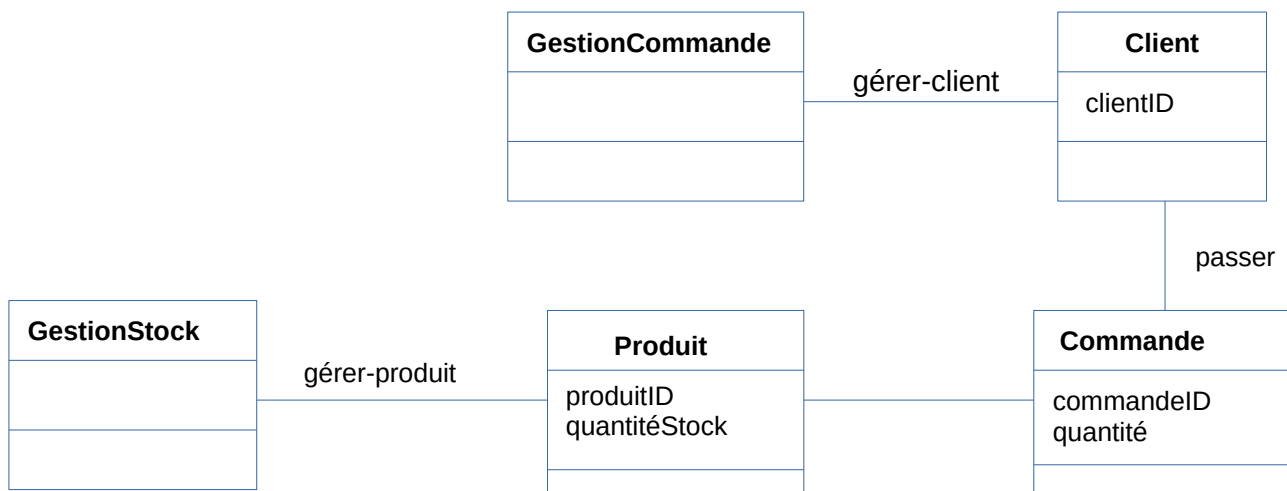 GestionCommande
Client
gérer-client
clientID
passer
GestionStock
Produit
Commande
gérer-produit
produitID
quantitéStock
commandeID
quantité